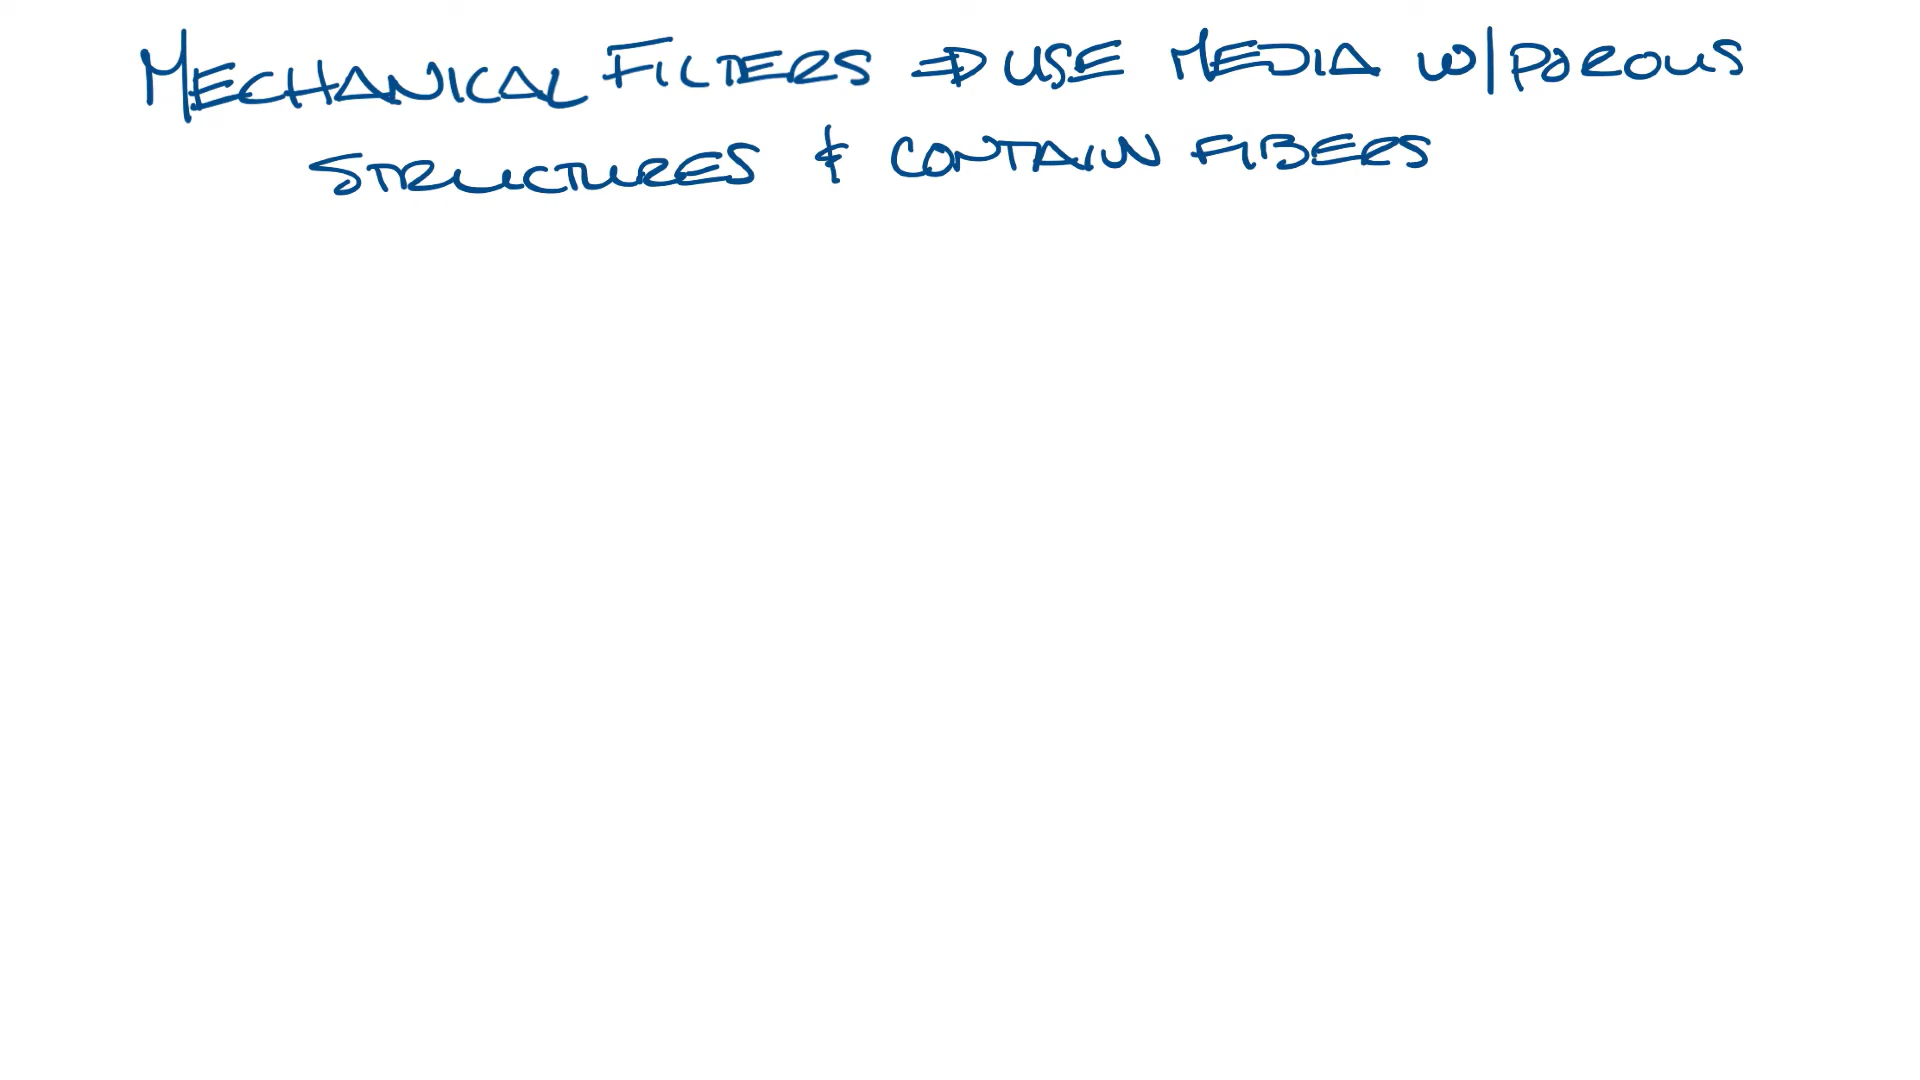 MECHANICAL FILTERS ⇒ USE MEDIA W/POROUS
STRUCTURES & CONTAIN FIBERS